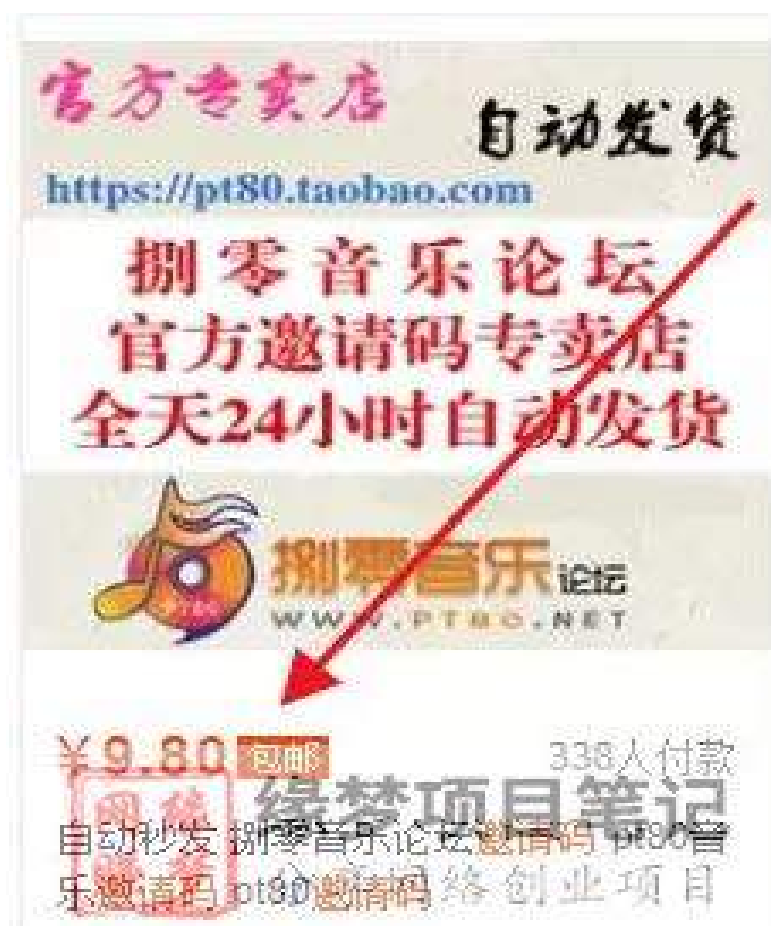 官方专卖店
自动发货
https://pt80.taobao.com
捌零音乐论坛
官方邀请码专卖店
全天24小时自动发货
捌零音乐论坛
WWW.PT80.NET
¥9.80 包邮 338人付款
缘梦项目笔记
自动秒发 捌零音乐论坛邀请码 pt80音
乐邀请码 pt80邀请码
网络创业项目